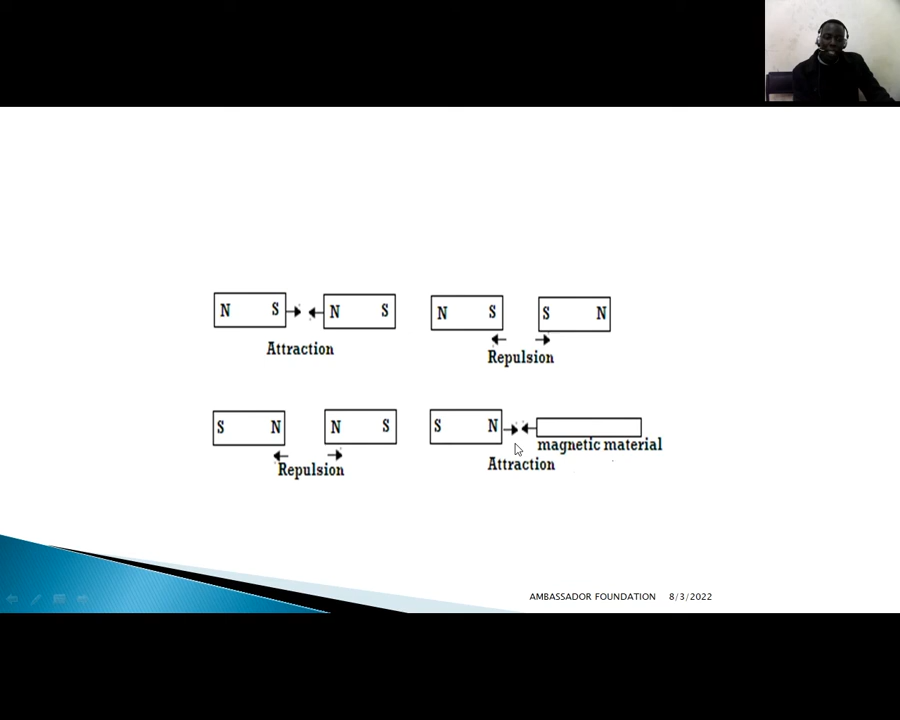 N S N S
Attraction
N S S N
Repulsion
S N N S
Repulsion
S N
magnetic material
Attraction
AMBASSADOR FOUNDATION 8/3/2022